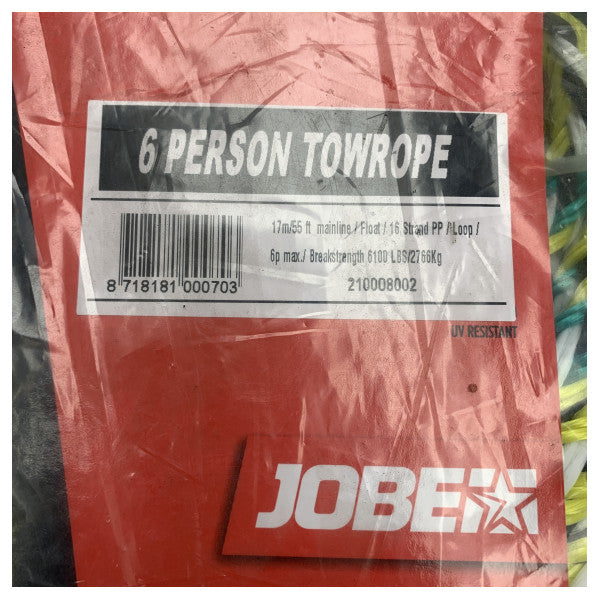 6 PERSON TOWROPE
17m/55 ft mainline / Float / 16 Strand PP / Loop /
6p max./ Breakstrength 6100 LBS/2766Kg
8 718181 000703
210008002
UV RESISTANT
JOBE